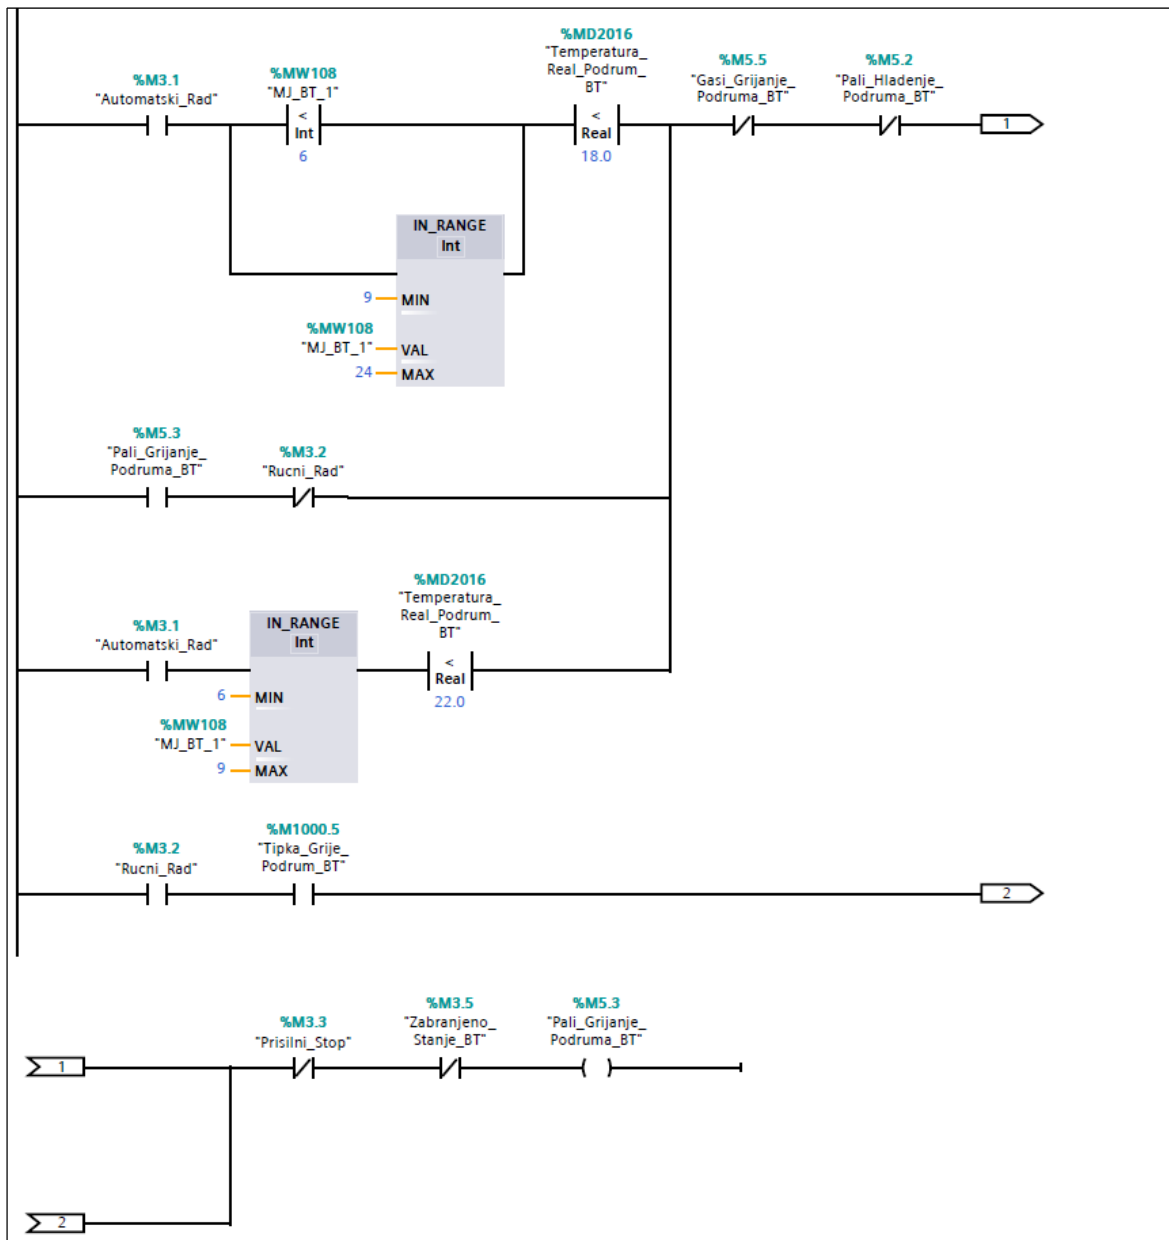 %MD2016
"Temperatura_
Real_Podrum_
BT"
%M3.1
"Automatski_Rad"
%MW108
"MJ_BT_1"
%M5.5
"Gasi_Grijanje_
Podruma_BT"
%M5.2
"Pali_Hladenje_
Podruma_BT"
<
Int
6
<
Real
18.0
1
IN_RANGE
Int
9
MIN
%MW108
"MJ_BT_1"
VAL
24
MAX
%M5.3
"Pali_Grijanje_
Podruma_BT"
%M3.2
"Rucni_Rad"
%MD2016
"Temperatura_
Real_Podrum_
BT"
%M3.1
"Automatski_Rad"
IN_RANGE
Int
<
Real
22.0
6
MIN
%MW108
"MJ_BT_1"
VAL
9
MAX
%M3.2
"Rucni_Rad"
%M1000.5
"Tipka_Grije_
Podrum_BT"
2
%M3.3
"Prisilni_Stop"
%M3.5
"Zabranjeno_
Stanje_BT"
%M5.3
"Pali_Grijanje_
Podruma_BT"
1
2